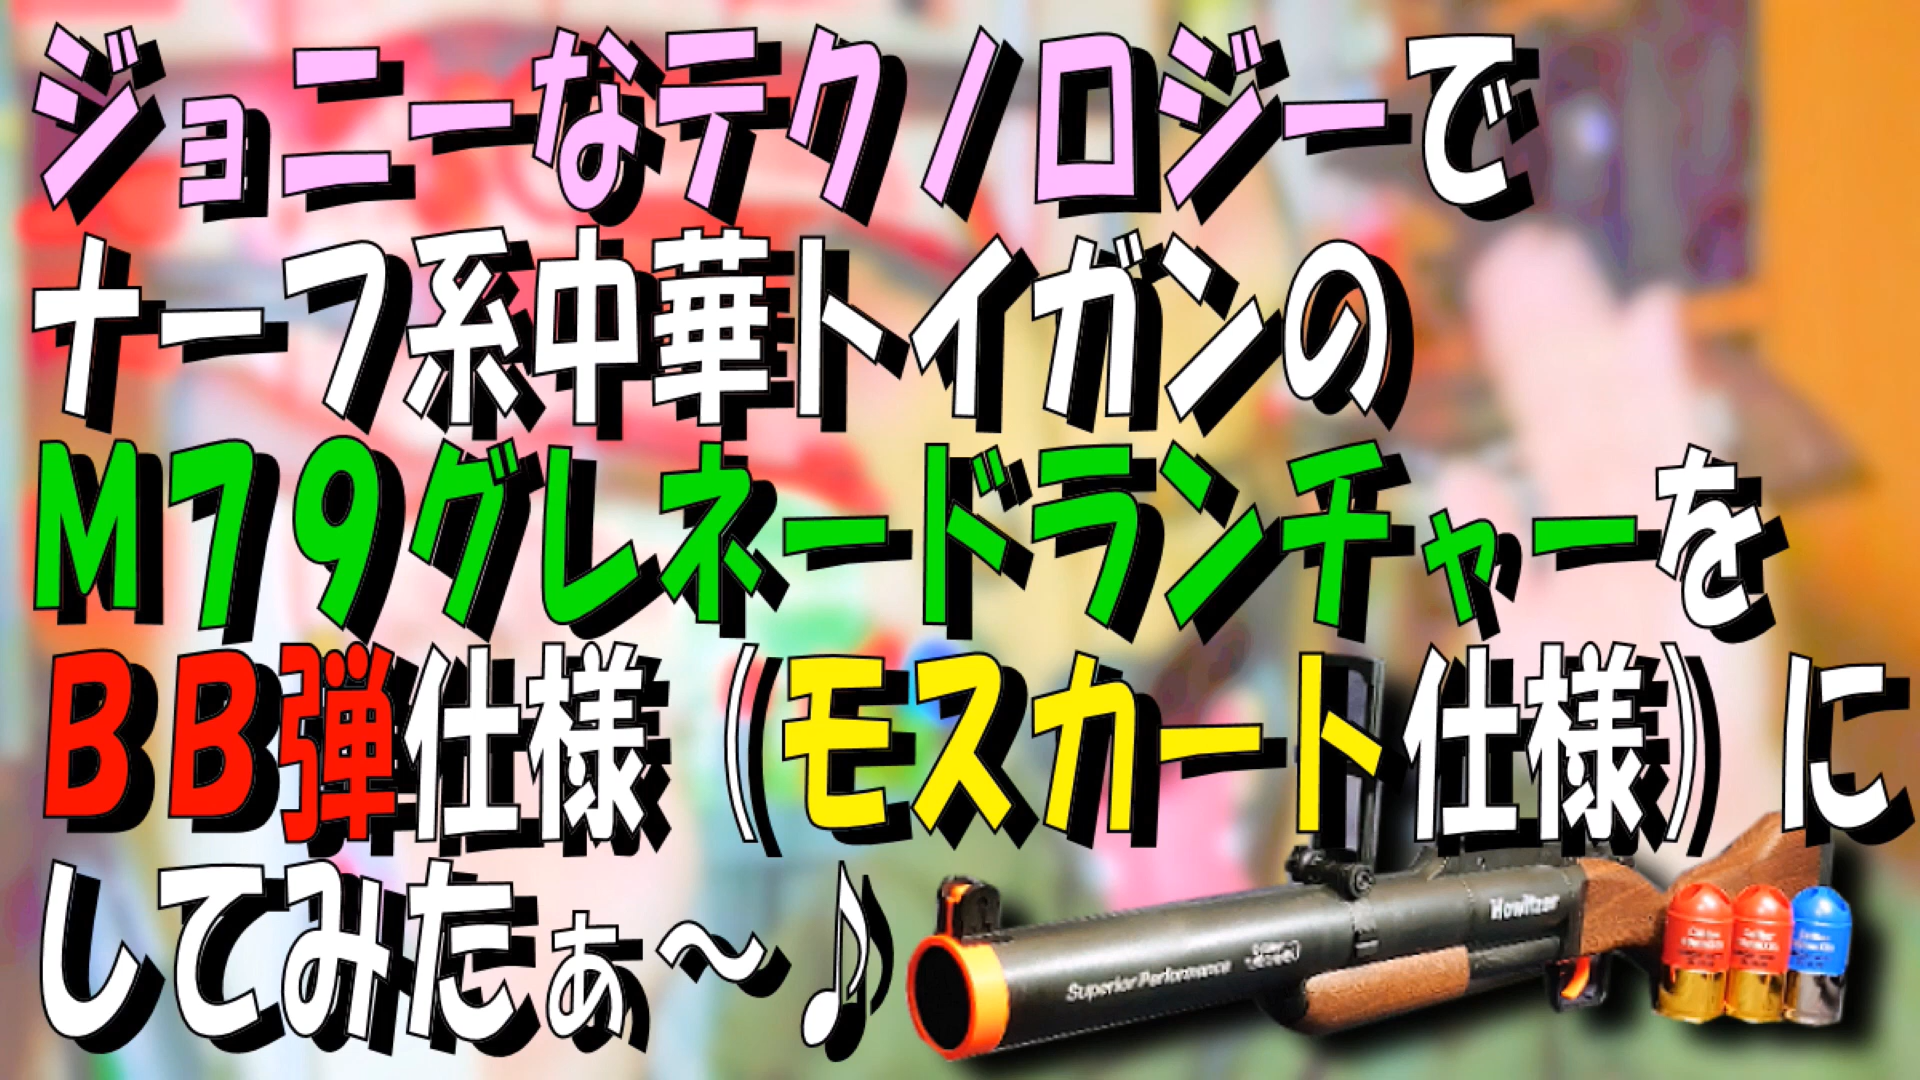 ジョニーなテクノロジーで
ナーフ系中華トイガンの
M79グレネードランチャーを
BB弾仕様《モスカート仕様》に
してみたぁ～♪
Howitzer
Superior Performance